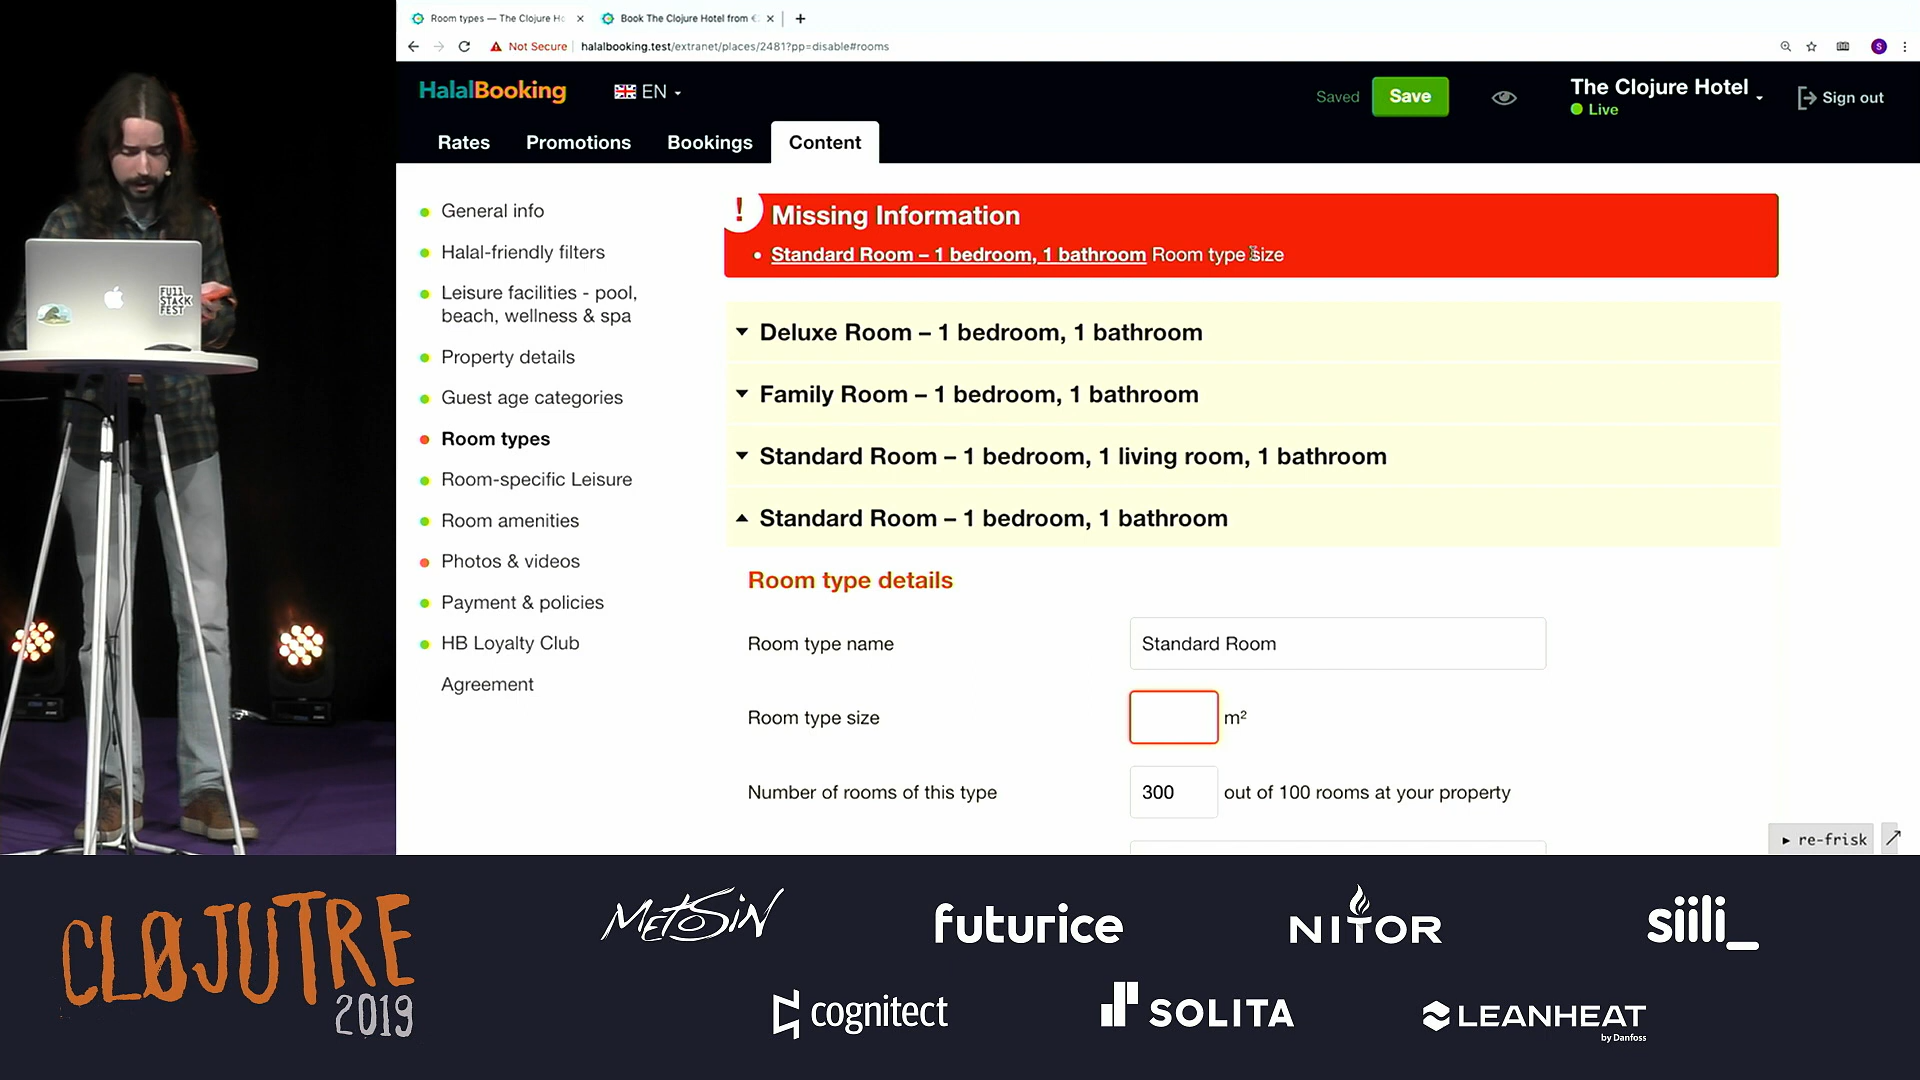 Room types — The Clojure H
Book The Clojure Hotel from
Not Secure
halalbooking.test/extranet/places/2481?pp=disable#rooms
HalalBooking
EN
Saved
Save
The Clojure Hotel
Live
Sign out
Rates
Promotions
Bookings
Content
General info
Halal-friendly filters
Leisure facilities - pool,
beach, wellness & spa
Property details
Guest age categories
Room types
Room-specific Leisure
Room amenities
Photos & videos
Payment & policies
HB Loyalty Club
Agreement
! Missing Information
• Standard Room – 1 bedroom, 1 bathroom Room type size
Deluxe Room – 1 bedroom, 1 bathroom
Family Room – 1 bedroom, 1 bathroom
Standard Room – 1 bedroom, 1 living room, 1 bathroom
Standard Room – 1 bedroom, 1 bathroom
Room type details
Room type name
Standard Room
Room type size
m²
Number of rooms of this type
300 out of 100 rooms at your property
re-frisk
FULL
STACK
FEST
CLØJUTRE
2019
METOSIN
futurice
NITOR
siili_
cognitect
SOLITA
LEANHEAT
by Danfoss